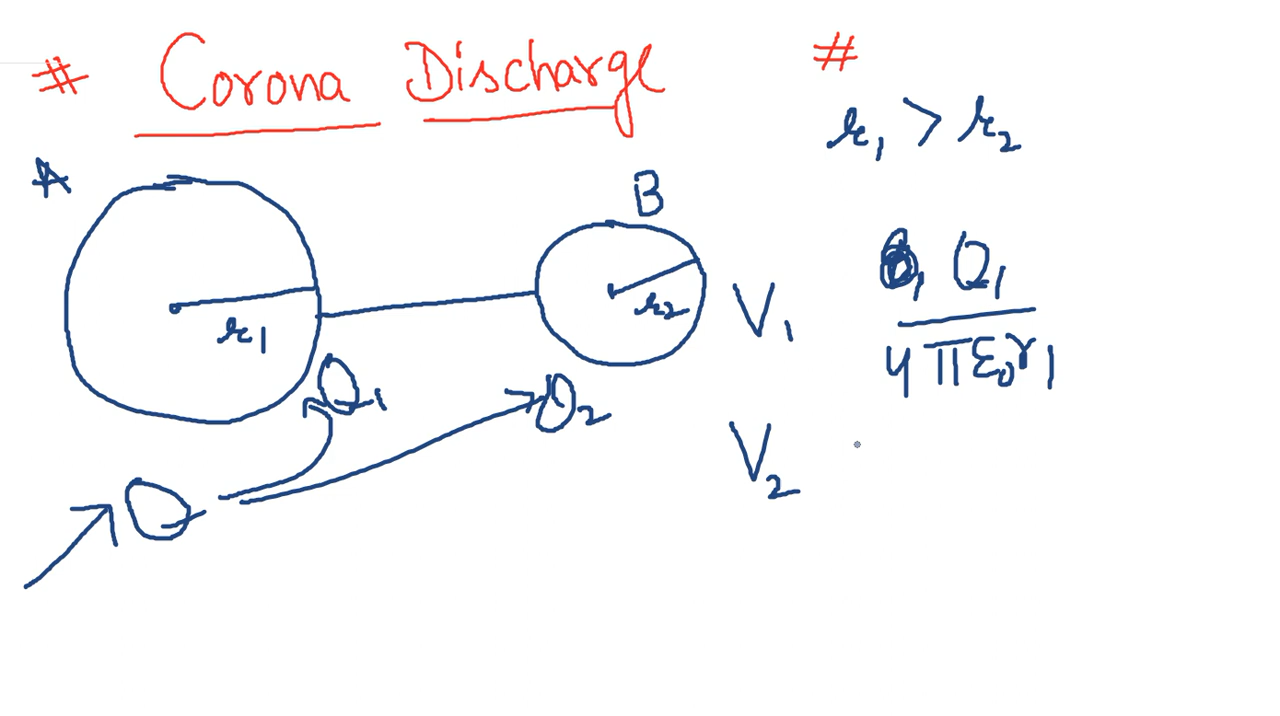 # Corona Discharge
#
r₁ > r₂
A
B
r₁
r₂
V₁
Q₁
4πε₀r₁
Q₁
Q₂
V₂
Q